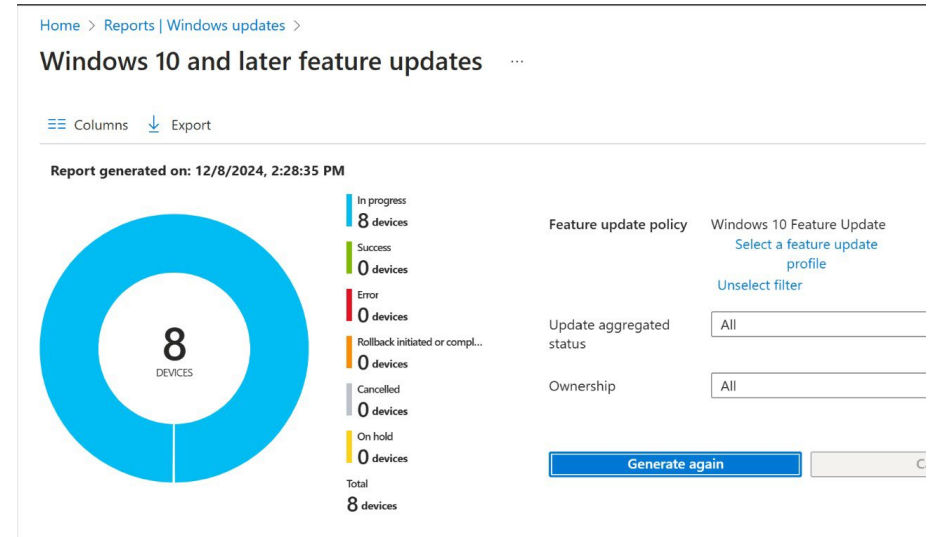 Home > Reports | Windows updates >
Windows 10 and later feature updates ...
Columns Export
Report generated on: 12/8/2024, 2:28:35 PM
8
DEVICES
In progress
8 devices
Success
0 devices
Error
0 devices
Rollback initiated or compl...
0 devices
Cancelled
0 devices
On hold
0 devices
Total
8 devices
Feature update policy Windows 10 Feature Update
Select a feature update
profile
Unselect filter
Update aggregated All
status
Ownership All
Generate again